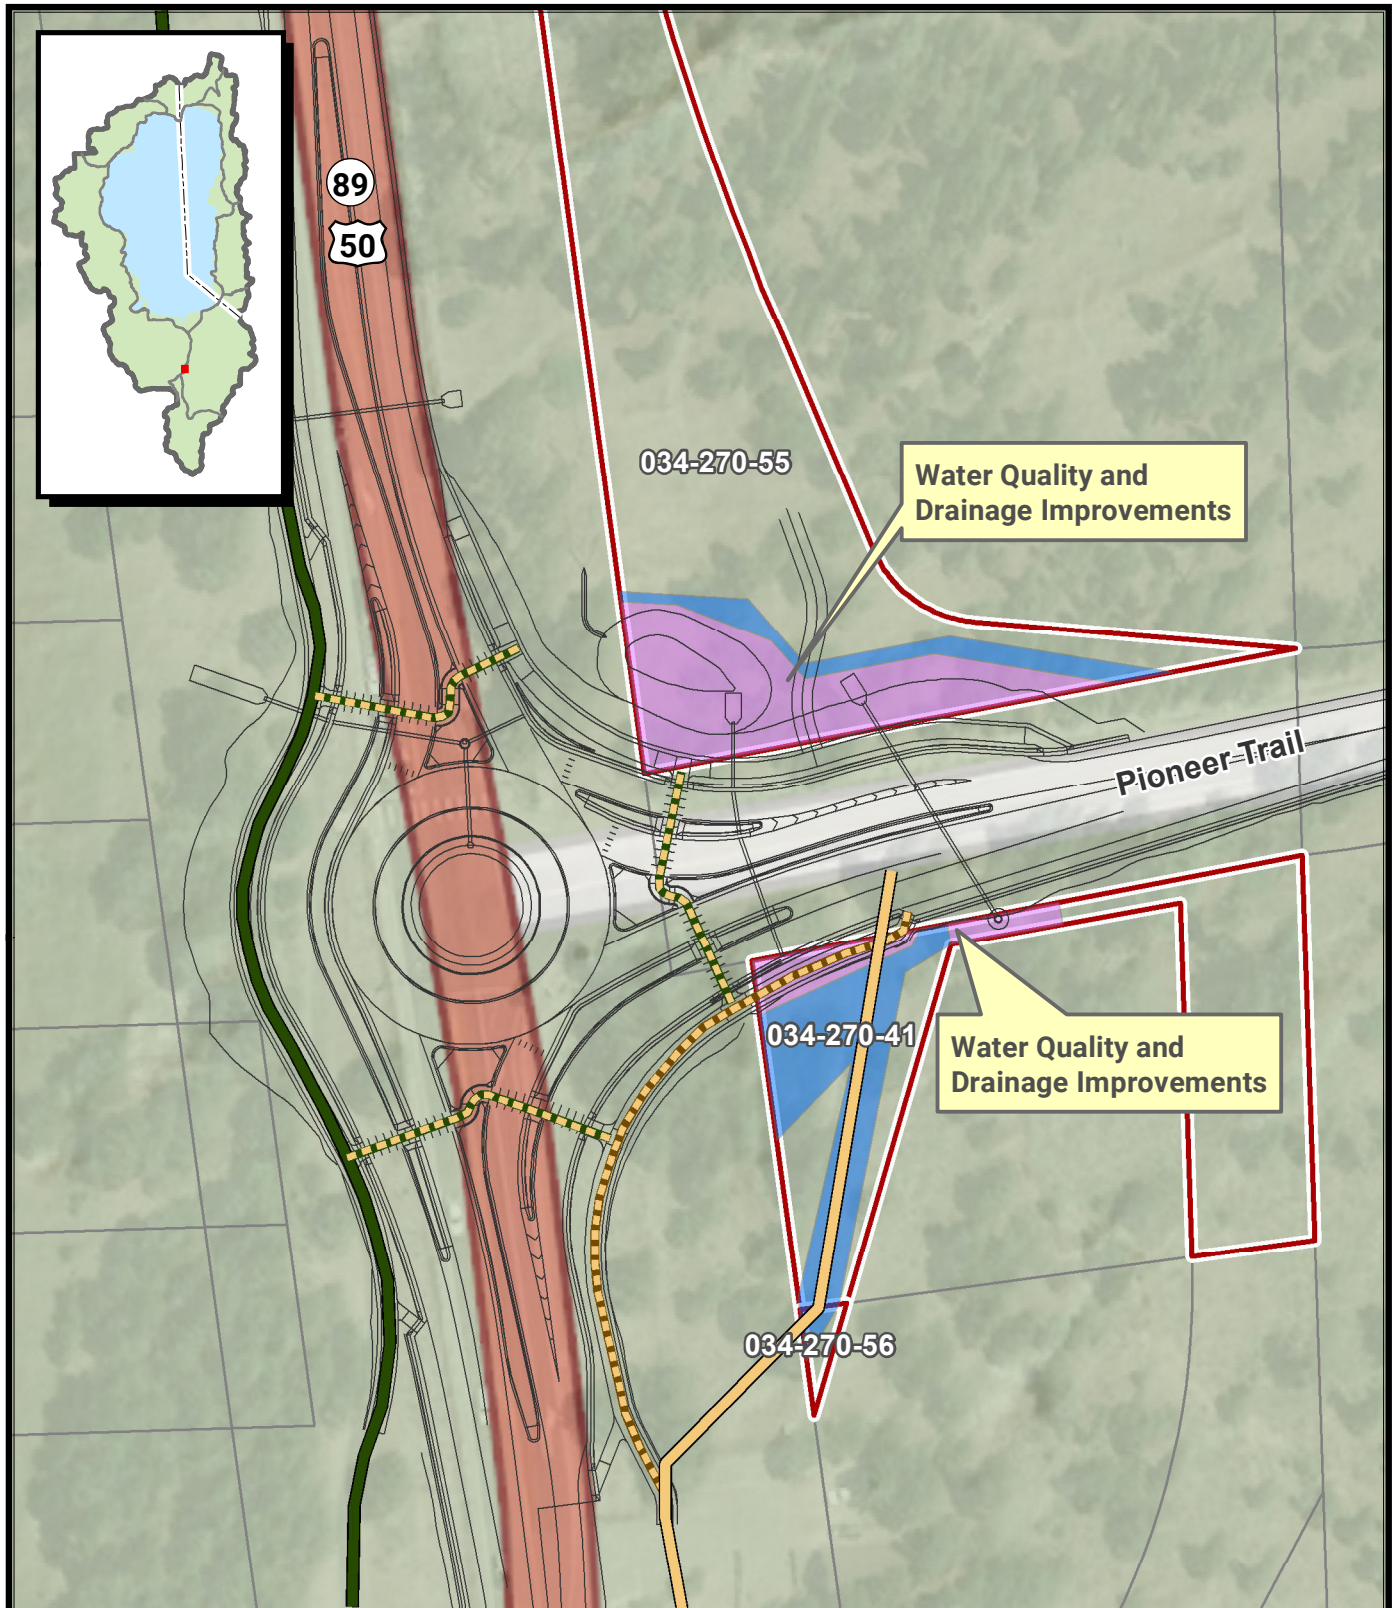 89
50
034-270-55
Water Quality and
Drainage Improvements
Pioneer Trail
034-270-41
Water Quality and
Drainage Improvements
034-270-56